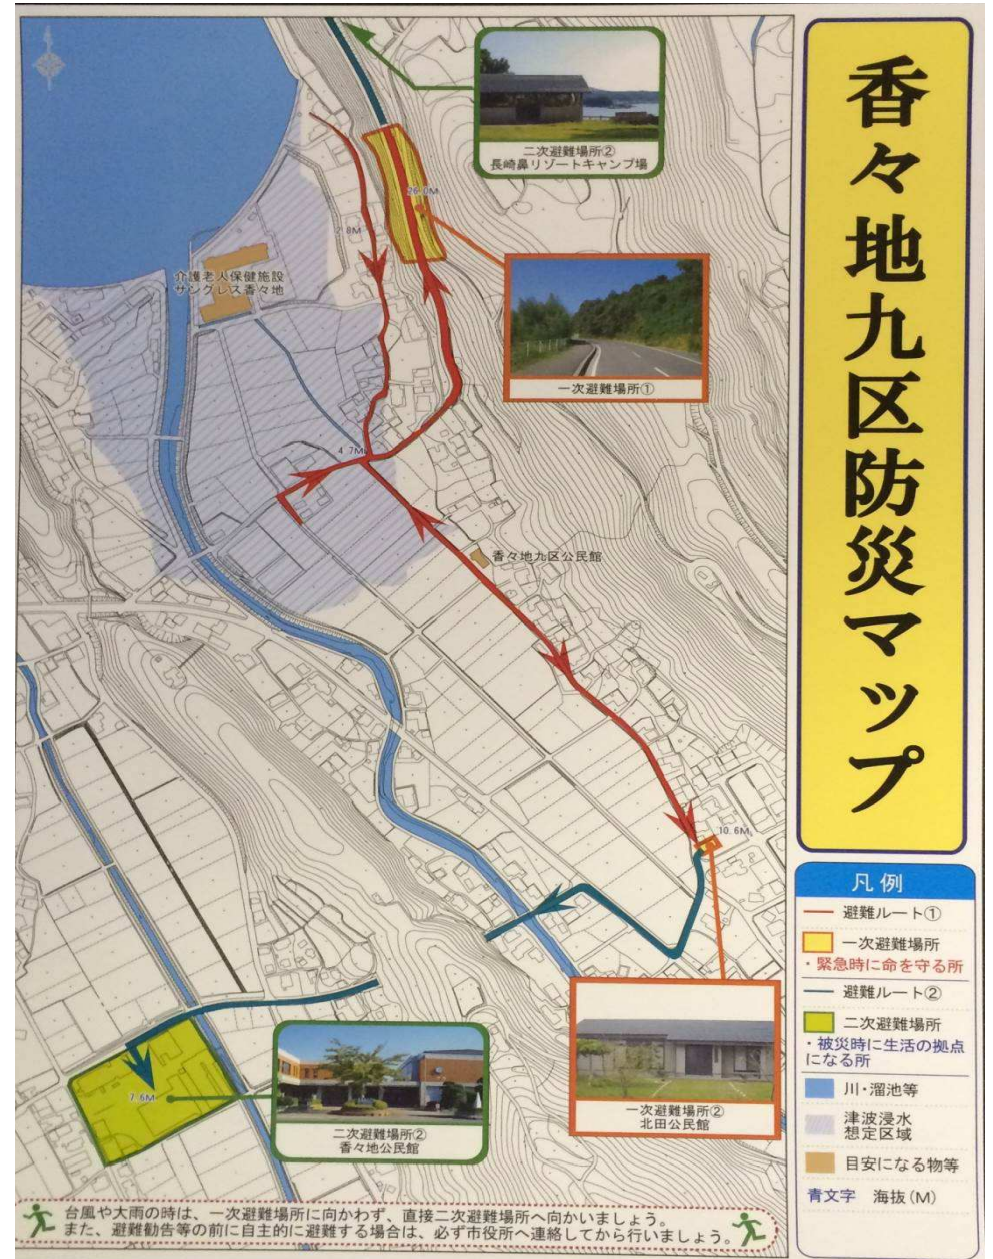 香々地九区防災マップ
二次避難場所②
長崎鼻リゾートキャンプ場
26.0M
2.8M
介護老人保健施設
サングレス香々地
一次避難場所①
4.7M
香々地九区公民館
10.6M
7.6M
二次避難場所②
香々地公民館
一次避難場所②
北田公民館
凡例
避難ルート①
一次避難場所
・緊急時に命を守る所
避難ルート②
二次避難場所
・被災時に生活の拠点
になる所
川・溜池等
津波浸水
想定区域
目安になる物等
青文字 海抜(M)
台風や大雨の時は、一次避難場所に向かわず、直接二次避難場所へ向かいましょう。
また、避難勧告等の前に自主的に避難する場合は、必ず市役所へ連絡してから行いましょう。